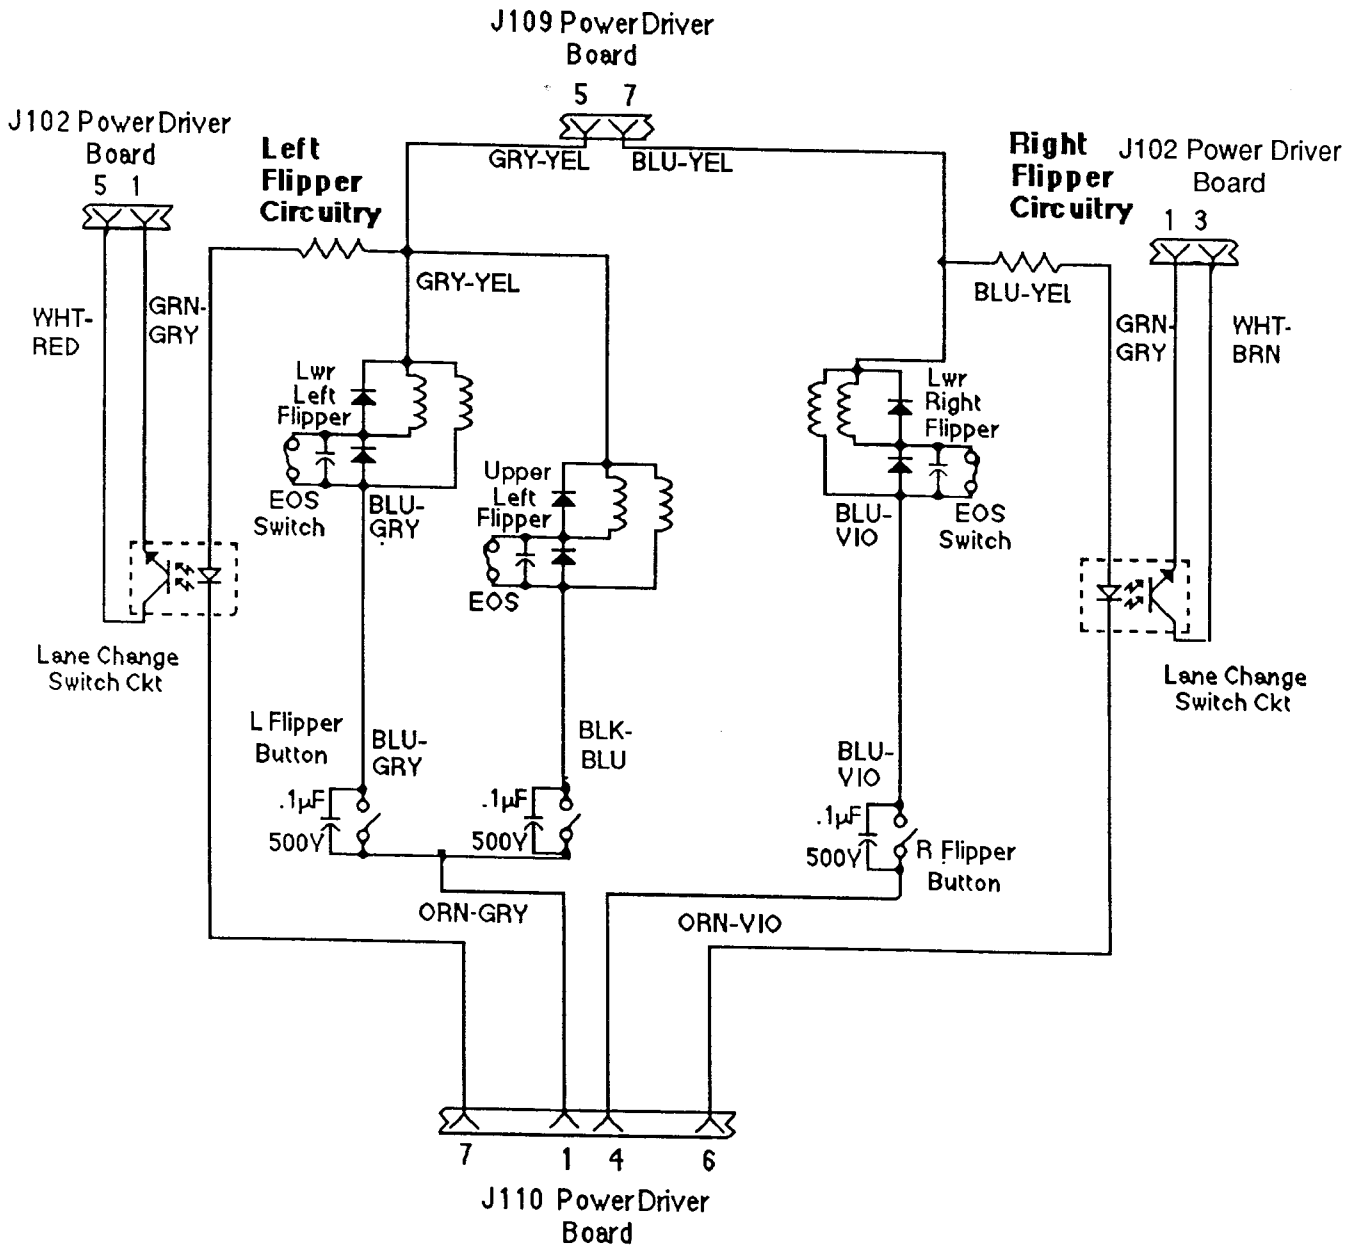 J109 Power Driver
Board
5 7
J102 Power Driver
Board
5 1
Left
Flipper
Circuitry
GRY-YEL
BLU-YEL
Right
Flipper
Circuitry
J102 Power Driver
Board
1 3
GRY-YEL
BLU-YEL
WHT-
RED
GRN-
GRY
GRN-
GRY
WHT-
BRN
Lwr
Left
Flipper
Lwr
Right
Flipper
EOS
Switch
BLU-
GRY
Upper
Left
Flipper
EOS
BLU-
VIO
EOS
Switch
Lane Change
Switch Ckt
Lane Change
Switch Ckt
L Flipper
Button
BLU-
GRY
BLK-
BLU
BLU-
VIO
.1µF
500V
.1µF
500V
.1µF
500V
R Flipper
Button
ORN-GRY
ORN-VIO
7 1 4 6
J110 Power Driver
Board